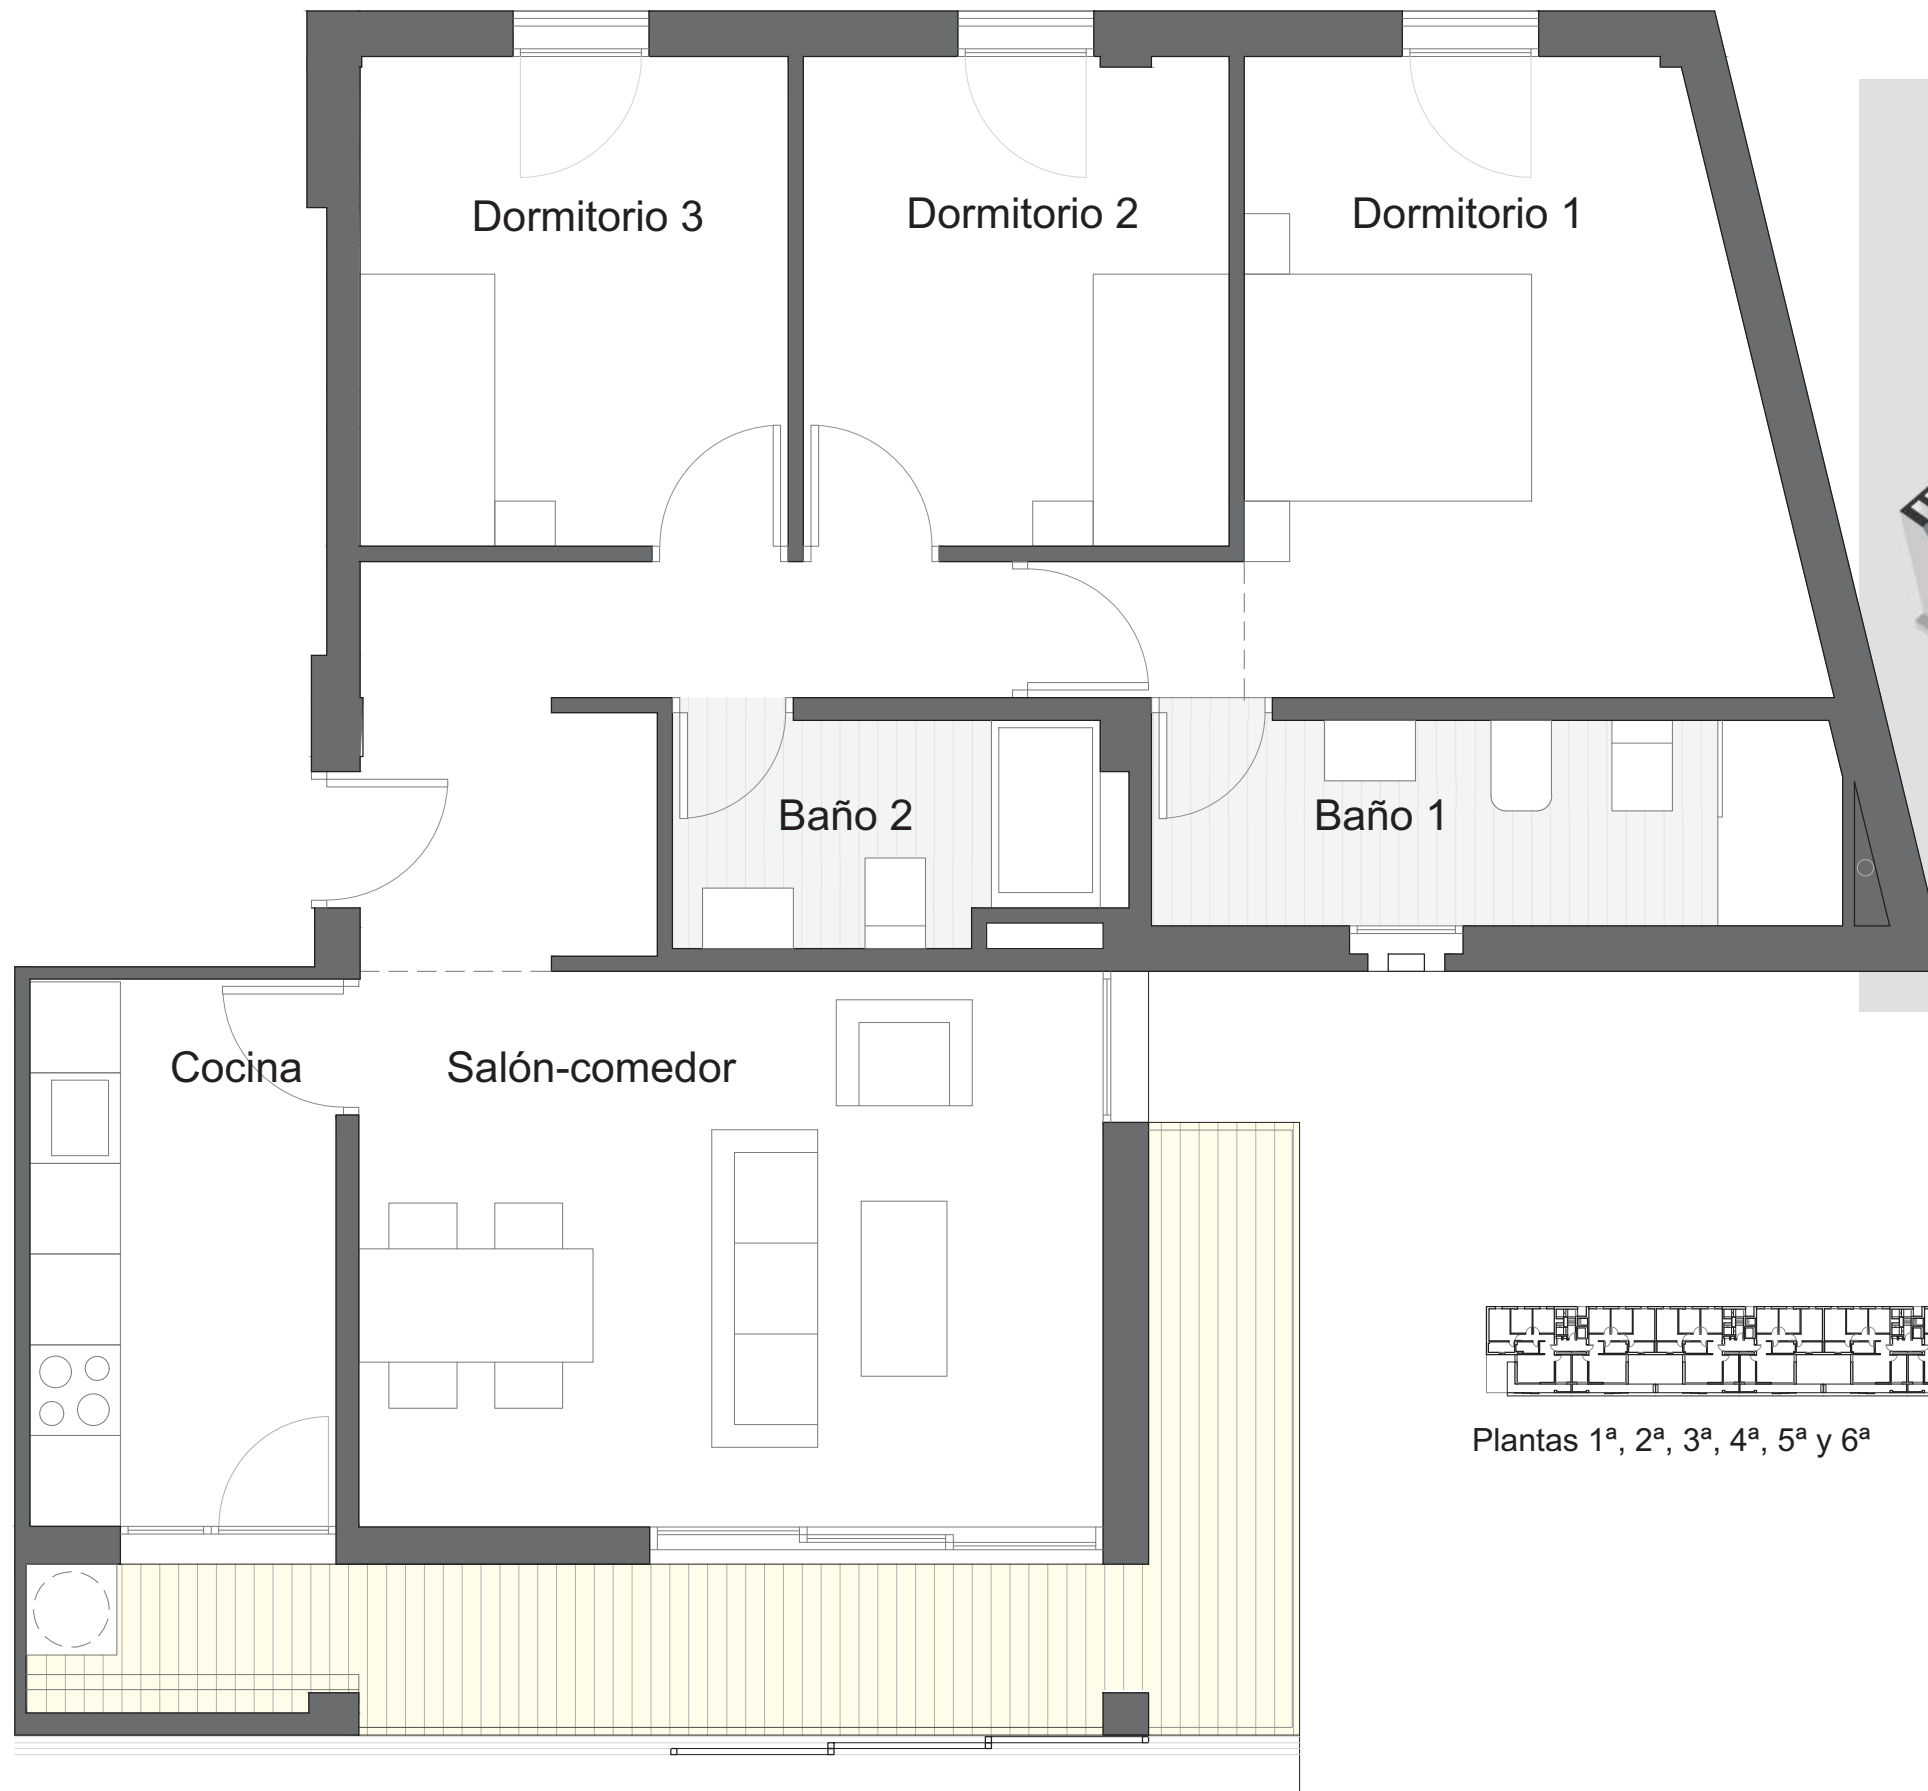 Dormitorio 3
Dormitorio 2
Dormitorio 1
Baño 2
Baño 1
Cocina
Salón-comedor
Plantas 1ª, 2ª, 3ª, 4ª, 5ª y 6ª